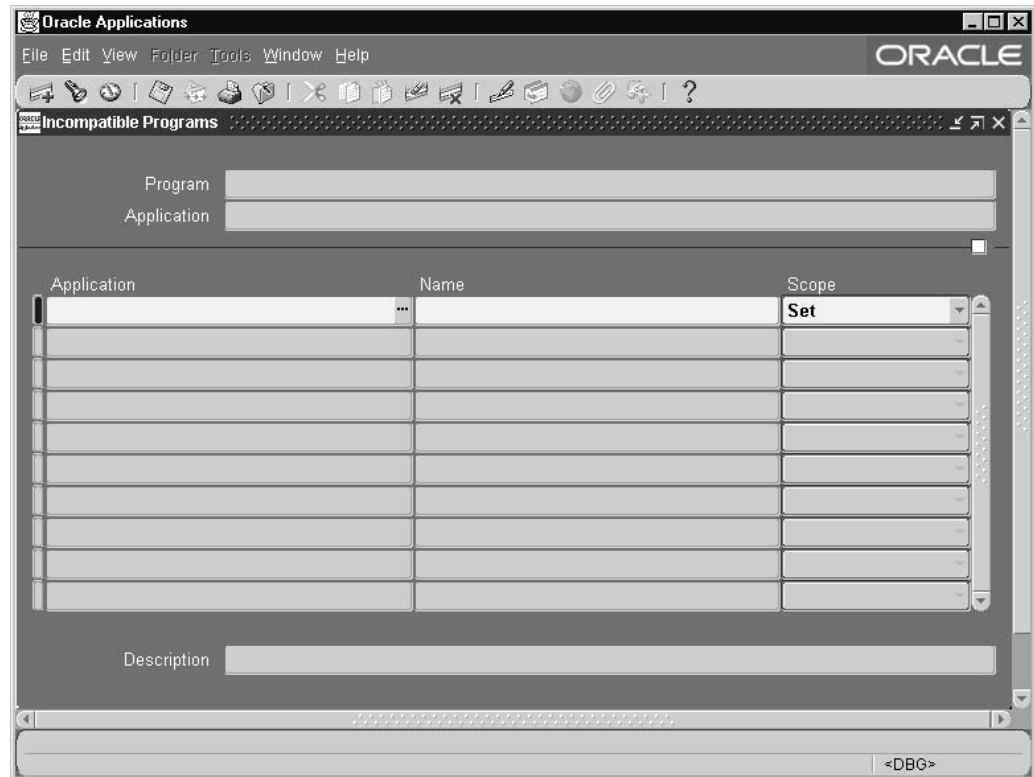 Oracle Applications
File Edit View Folder Tools Window Help
ORACLE
?
Incompatible Programs
Program
Application
Application Name Scope
... Set
Description
<DBG>